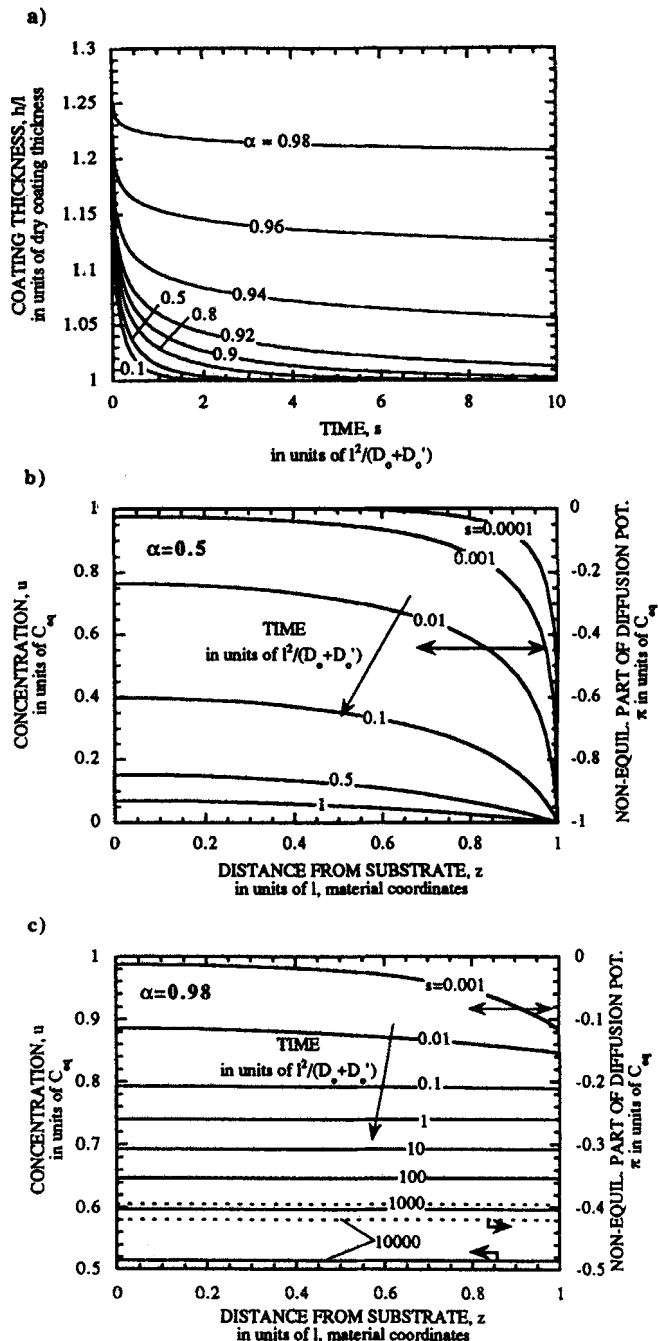 a)
COATING THICKNESS, h/l
in units of dry coating thickness
1.3
1.25
1.2
1.15
1.1
1.05
1
α = 0.98
0.96
0.94
0.92
0.9
0.8
0.5
0.1
0 2 4 6 8 10
TIME, s
in units of l²/(Dₒ+Dₒ')
b)
CONCENTRATION, u
in units of C_eq
1
0.8
0.6
0.4
0.2
0
α=0.5
s=0.0001
0.001
0.01
0.1
0.5
1
TIME
in units of l²/(Dₒ+Dₒ')
0
-0.2
-0.4
-0.6
-0.8
-1
NON-EQUIL. PART OF DIFFUSION POT.
π in units of C_eq
0 0.2 0.4 0.6 0.8 1
DISTANCE FROM SUBSTRATE, z
in units of l, material coordinates
c)
CONCENTRATION, u
in units of C_eq
1
0.9
0.8
0.7
0.6
0.5
α=0.98
s=0.001
0.01
TIME
in units of l²/(Dₒ+Dₒ')
0.1
1
10
100
1000
10000
0
-0.1
-0.2
-0.3
-0.4
-0.5
NON-EQUIL. PART OF DIFFUSION POT.
π in units of C_eq
0 0.2 0.4 0.6 0.8 1
DISTANCE FROM SUBSTRATE, z
in units of l, material coordinates